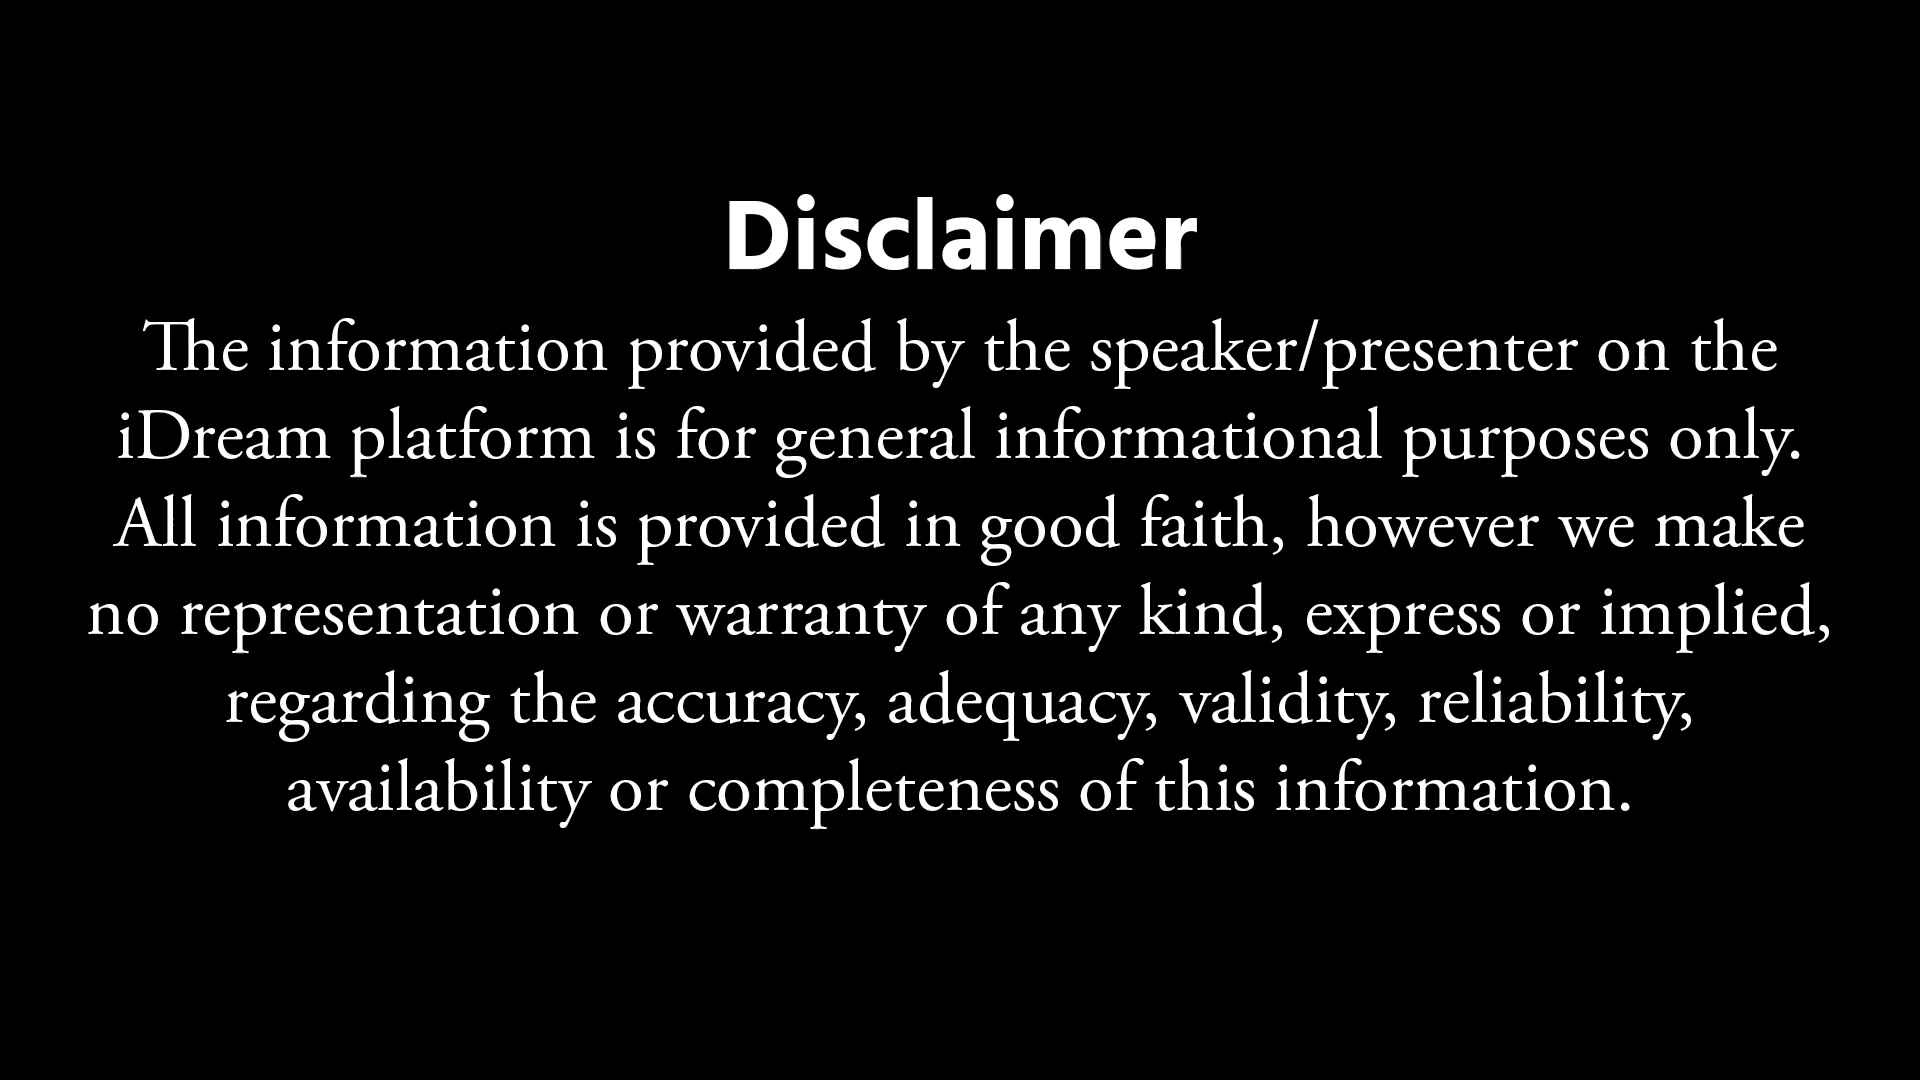 Disclaimer
The information provided by the speaker/presenter on the
iDream platform is for general informational purposes only.
All information is provided in good faith, however we make
no representation or warranty of any kind, express or implied,
regarding the accuracy, adequacy, validity, reliability,
availability or completeness of this information.